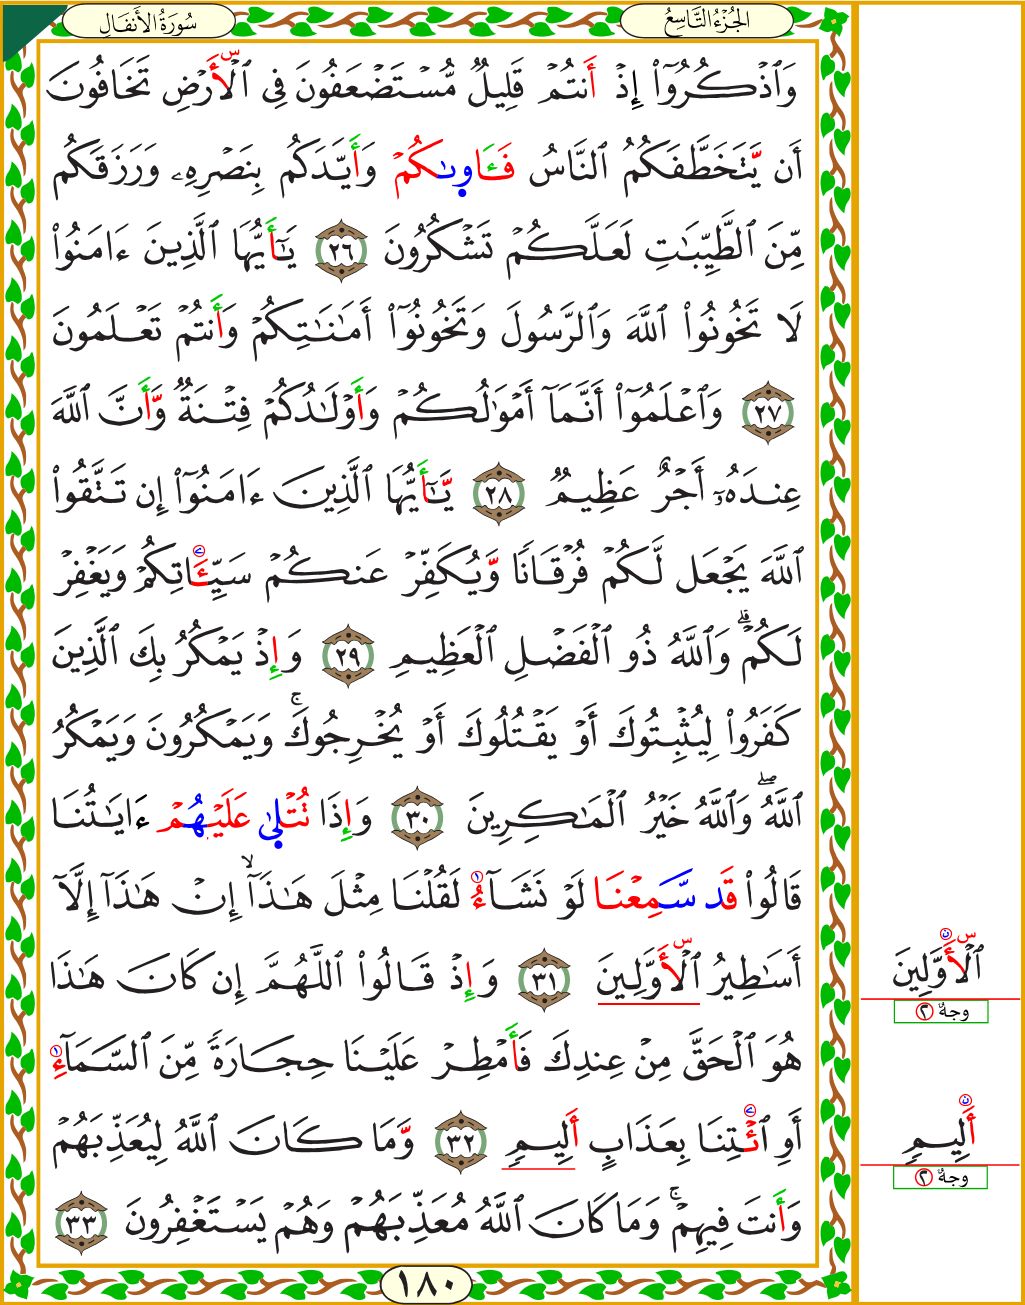 سُورَةُ الأَنفَالِ
الجُزْءُ التَّاسِعُ
وَٱذْكُرُوٓا۟ إِذْ أَنتُمْ قَلِيلٌ مُّسْتَضْعَفُونَ فِى ٱلْأَرْضِ تَخَافُونَ
أَن يَتَخَطَّفَكُمُ ٱلنَّاسُ فَـَٔاوىٰكُمْ وَأَيَّدَكُم بِنَصْرِهِۦ وَرَزَقَكُم
مِّنَ ٱلطَّيِّبَـٰتِ لَعَلَّكُمْ تَشْكُرُونَ ٢٦ يَـٰٓأَيُّهَا ٱلَّذِينَ ءَامَنُوا۟
لَا تَخُونُوا۟ ٱللَّهَ وَٱلرَّسُولَ وَتَخُونُوٓا۟ أَمَـٰنَـٰتِكُمْ وَأَنتُمْ تَعْلَمُونَ
٢٧ وَٱعْلَمُوٓا۟ أَنَّمَآ أَمْوَٰلُكُمْ وَأَوْلَـٰدُكُمْ فِتْنَةٌ وَأَنَّ ٱللَّهَ
عِندَهُۥٓ أَجْرٌ عَظِيمٌ ٢٨ يَـٰٓأَيُّهَا ٱلَّذِينَ ءَامَنُوٓا۟ إِن تَتَّقُوا۟
ٱللَّهَ يَجْعَل لَّكُمْ فُرْقَانًا وَيُكَفِّرْ عَنكُمْ سَيِّـَٔاتِكُمْ وَيَغْفِرْ
لَكُمْ ۗ وَٱللَّهُ ذُو ٱلْفَضْلِ ٱلْعَظِيمِ ٢٩ وَإِذْ يَمْكُرُ بِكَ ٱلَّذِينَ
كَفَرُوا۟ لِيُثْبِتُوكَ أَوْ يَقْتُلُوكَ أَوْ يُخْرِجُوكَ ۚ وَيَمْكُرُونَ وَيَمْكُرُ
ٱللَّهُ ۖ وَٱللَّهُ خَيْرُ ٱلْمَـٰكِرِينَ ٣٠ وَإِذَا تُتْلىٰ عَلَيْهُمْ ءَايَـٰتُنَا
قَالُوا۟ قَد سَّمِعْنَا لَوْ نَشَآءُ لَقُلْنَا مِثْلَ هَـٰذَآ ۙ إِنْ هَـٰذَآ إِلَّآ
أَسَـٰطِيرُ ٱلْأَوَّلِينَ ٣١ وَإِذْ قَالُوا۟ ٱللَّهُمَّ إِن كَانَ هَـٰذَا
هُوَ ٱلْحَقَّ مِنْ عِندِكَ فَأَمْطِرْ عَلَيْنَا حِجَارَةً مِّنَ ٱلسَّمَآءِ
أَوِ ٱئْتِنَا بِعَذَابٍ أَلِيمٍ ٣٢ وَمَا كَانَ ٱللَّهُ لِيُعَذِّبَهُمْ
وَأَنتَ فِيهِمْ ۚ وَمَا كَانَ ٱللَّهُ مُعَذِّبَهُمْ وَهُمْ يَسْتَغْفِرُونَ ٣٣
١٨٠
ٱلْأَوَّلِينَ
وجهٌ ٢
أَلِيمٍ
وجهٌ ٢